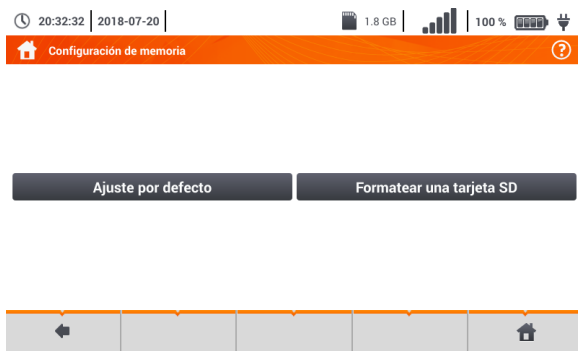 20:32:32 2018-07-20 1.8 GB 100 %
Configuración de memoria ?
Ajuste por defecto Formatear una tarjeta SD